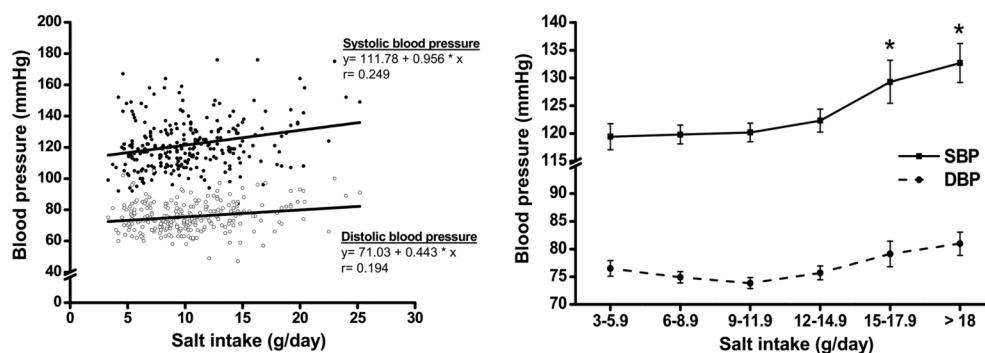 Blood pressure (mmHg)
200
180
160
140
120
100
80
60
40
0
Systolic blood pressure
y= 111.78 + 0.956 * x
r= 0.249
Distolic blood pressure
y= 71.03 + 0.443 * x
r= 0.194
0 5 10 15 20 25 30
Salt intake (g/day)
Blood pressure (mmHg)
140
135
130
125
120
115
90
85
80
75
70
* *
SBP
DBP
3-5.9 6-8.9 9-11.9 12-14.9 15-17.9 > 18
Salt intake (g/day)